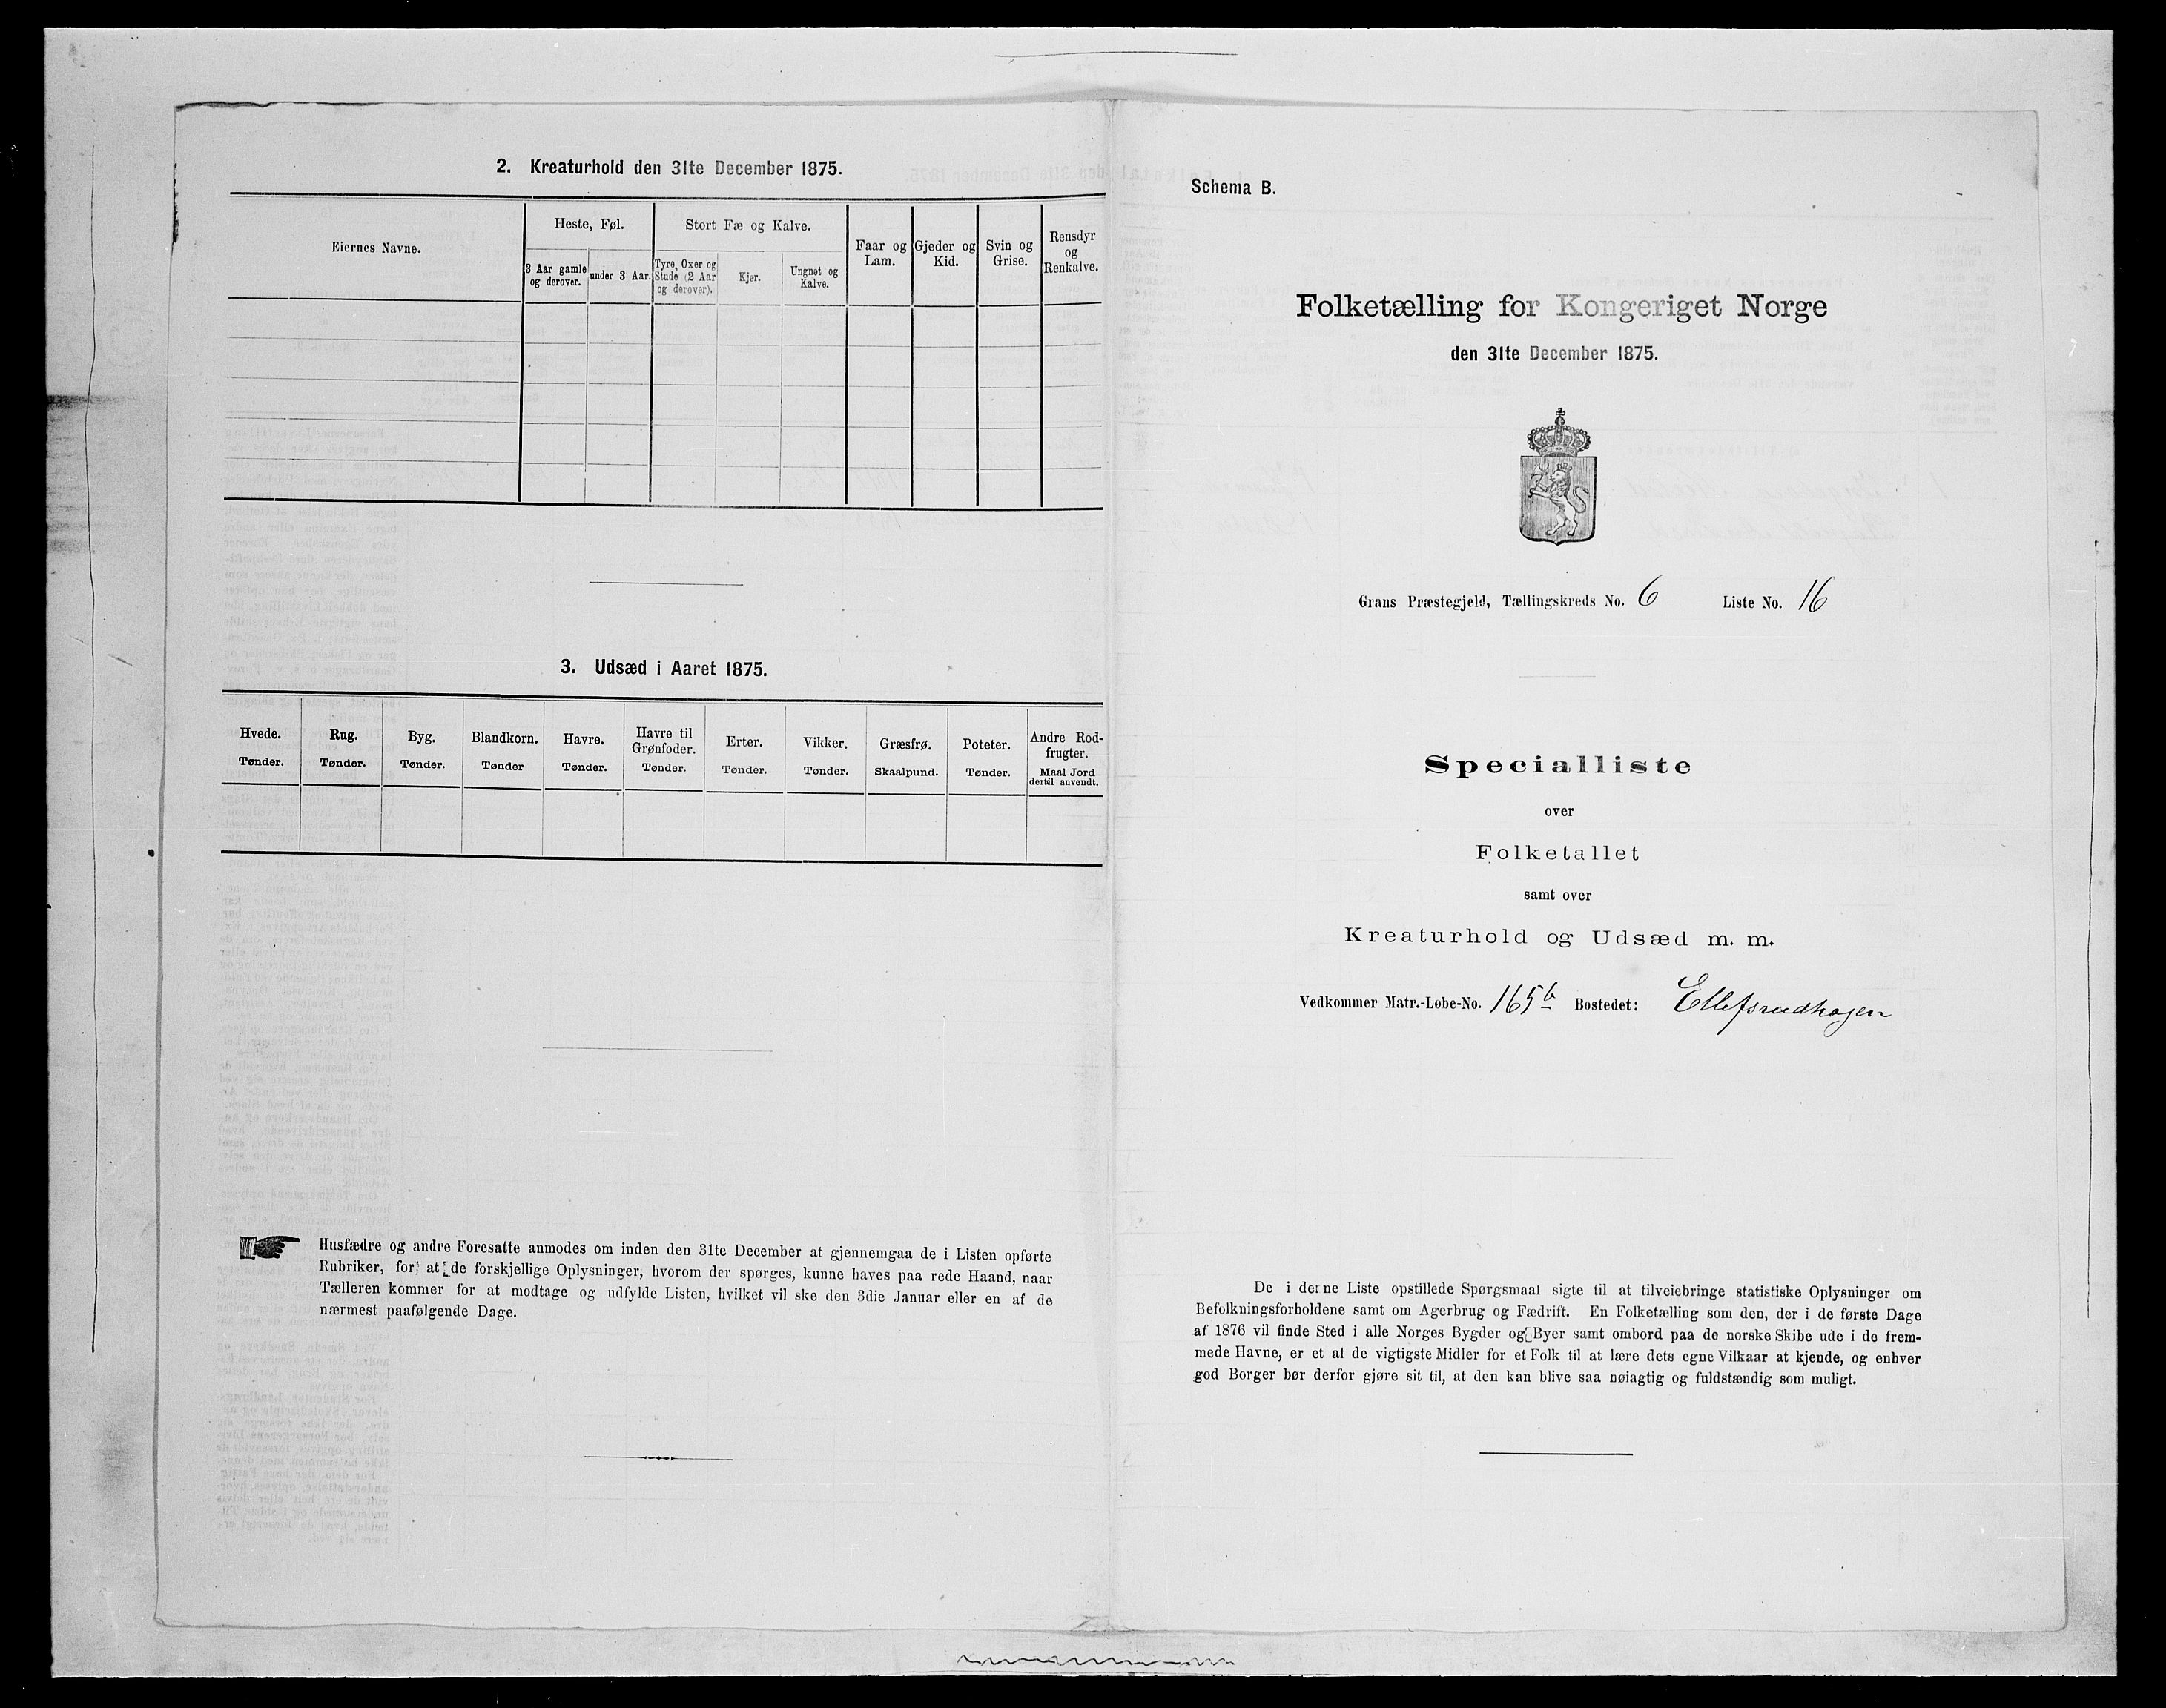 2. Kreaturhold den 31te December 1875.
Eiernes Navne.
Heste, Føl.
Stort Fæ og Kalve.
Faar og Lam.
Gjeder og Kid.
Svin og Grise.
Rensdyr og Renkalve.
3 Aar gamle og derover.
under 3 Aar.
Tyre, Oxer og Stude (2 Aar og derover).
Kjør.
Ungnøt og Kalve.
3. Udsæd i Aaret 1875.
Hvede. Tønder.
Rug. Tønder.
Byg. Tønder.
Blandkorn. Tønder
Havre. Tønder.
Havre til Grønfoder. Tønder.
Erter. Tønder.
Vikker. Tønder.
Græsfrø. Skaalpund.
Poteter. Tønder.
Andre Rodfrugter. Maal Jord dertil anvendt.
Husfædre og andre Foresatte anmodes om inden den 31te December at gjennemgaa de i Listen opførte
Rubriker, for at de forskjellige Oplysninger, hvorom der spørges, kunne haves paa rede Haand, naar
Tælleren kommer for at modtage og udfylde Listen, hvilket vil ske den 3die Januar eller en af de
nærmest paafølgende Dage.
Schema B.
Folketælling for Kongeriget Norge
den 31te December 1875.
Grans Præstegjeld, Tællingskreds No. 6 Liste No. 16
Specialliste
over
Folketallet
samt over
Kreaturhold og Udsæd m. m.
Vedkommer Matr.-Løbe-No. 165b Bostedet: Ellefsrudhagen
De i denne Liste opstillede Spørgsmaal sigte til at tilveiebringe statistiske Oplysninger om
Befolkningsforholdene samt om Agerbrug og Fædrift. En Folketælling som den, der i de første Dage
af 1876 vil finde Sted i alle Norges Bygder og Byer samt ombord paa de norske Skibe ude i de frem-
mede Havne, er et af de vigtigste Midler for et Folk til at lære dets egne Vilkaar at kjende, og enhver
god Borger bør derfor gjøre sit til, at den kan blive saa nøiagtig og fuldstændig som muligt.